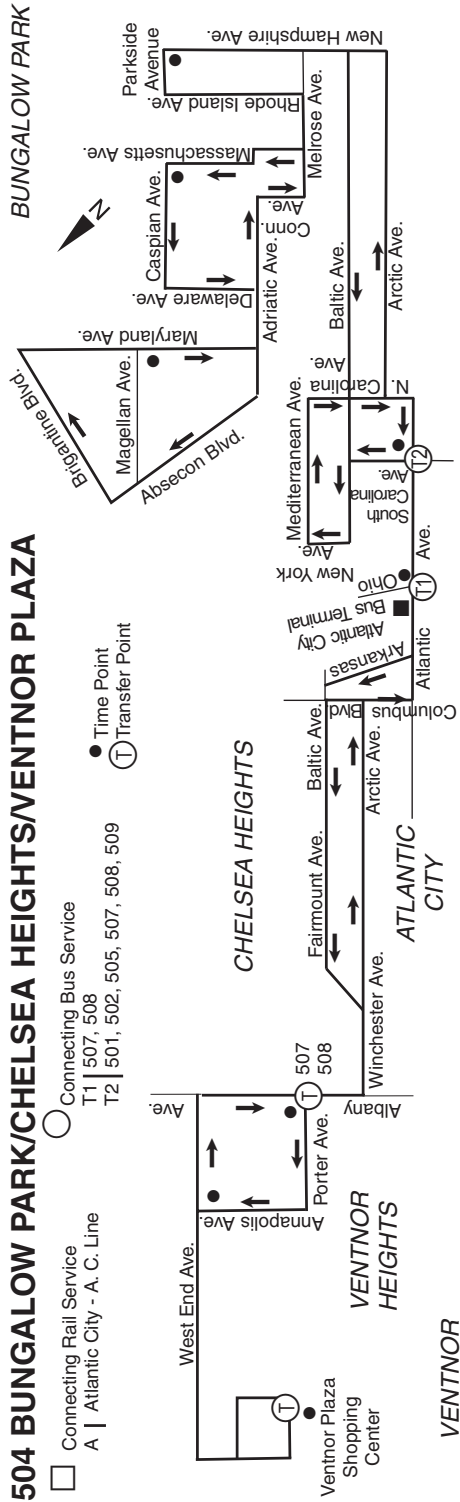 504 BUNGALOW PARK/CHELSEA HEIGHTS/VENTNOR PLAZA
Connecting Rail Service
A | Atlantic City - A. C. Line
Connecting Bus Service
T1 | 507, 508
T2 | 501, 502, 505, 507, 508, 509
Time Point
T Transfer Point
BUNGALOW PARK
N
Parkside
Avenue
New Hampshire Ave.
Rhode Island Ave.
Melrose Ave.
Massachusetts Ave.
Caspian Ave.
Conn.
Ave.
Delaware Ave.
Adriatic Ave.
Maryland Ave.
Brigantine Blvd.
Magellan Ave.
Absecon Blvd.
Baltic Ave.
Arctic Ave.
N.
Carolina
Ave.
Mediterranean Ave.
South
Carolina
Ave.
T2
New York
Ave.
Ohio
T1
Atlantic City
Bus Terminal
Arkansas
Atlantic
Ave.
Columbus
Blvd.
CHELSEA HEIGHTS
Baltic Ave.
Arctic Ave.
Fairmount Ave.
ATLANTIC
CITY
Winchester Ave.
507
508
T
Albany
Ave.
Porter Ave.
Annapolis Ave.
West End Ave.
VENTNOR
HEIGHTS
T
Ventnor Plaza
Shopping
Center
VENTNOR